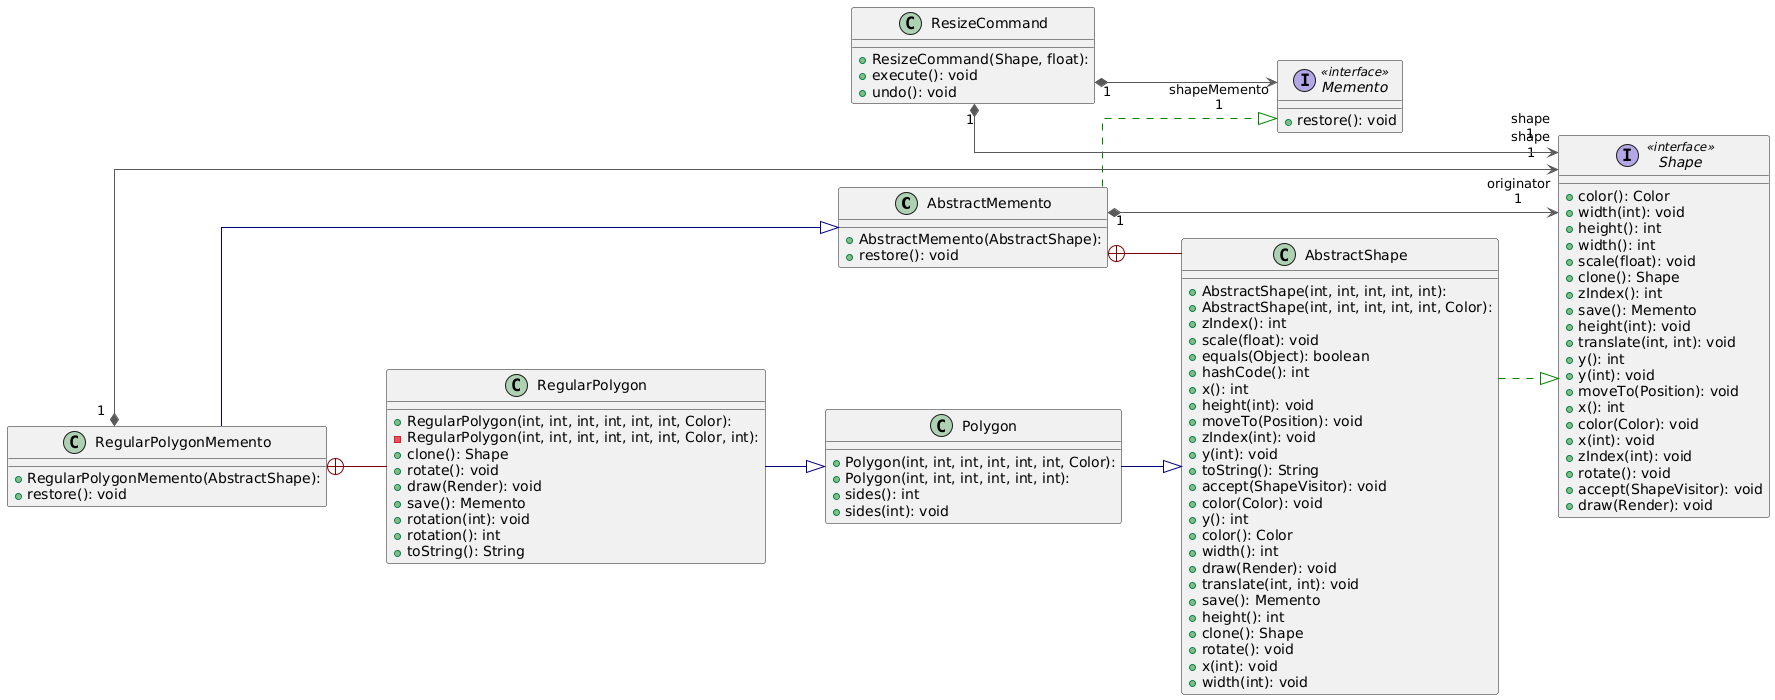 C ResizeCommand
ResizeCommand(Shape, float):
execute(): void
undo(): void
1
1
shapeMemento
1
I «interface»
Memento
restore(): void
shape
1
shape
1
I «interface»
Shape
color(): Color
width(int): void
height(): int
width(): int
scale(float): void
clone(): Shape
zIndex(): int
save(): Memento
height(int): void
translate(int, int): void
y(): int
y(int): void
moveTo(Position): void
x(): int
color(Color): void
x(int): void
zIndex(int): void
rotate(): void
accept(ShapeVisitor): void
draw(Render): void
C AbstractMemento
AbstractMemento(AbstractShape):
restore(): void
1
originator
1
C AbstractShape
AbstractShape(int, int, int, int, int):
AbstractShape(int, int, int, int, int, Color):
zIndex(): int
scale(float): void
equals(Object): boolean
hashCode(): int
x(): int
height(int): void
moveTo(Position): void
zIndex(int): void
y(int): void
toString(): String
accept(ShapeVisitor): void
color(Color): void
y(): int
color(): Color
width(): int
draw(Render): void
translate(int, int): void
save(): Memento
height(): int
clone(): Shape
rotate(): void
x(int): void
width(int): void
1
C RegularPolygonMemento
RegularPolygonMemento(AbstractShape):
restore(): void
C RegularPolygon
RegularPolygon(int, int, int, int, int, int, Color):
RegularPolygon(int, int, int, int, int, int, Color, int):
clone(): Shape
rotate(): void
draw(Render): void
save(): Memento
rotation(int): void
rotation(): int
toString(): String
C Polygon
Polygon(int, int, int, int, int, int, Color):
Polygon(int, int, int, int, int, int):
sides(): int
sides(int): void